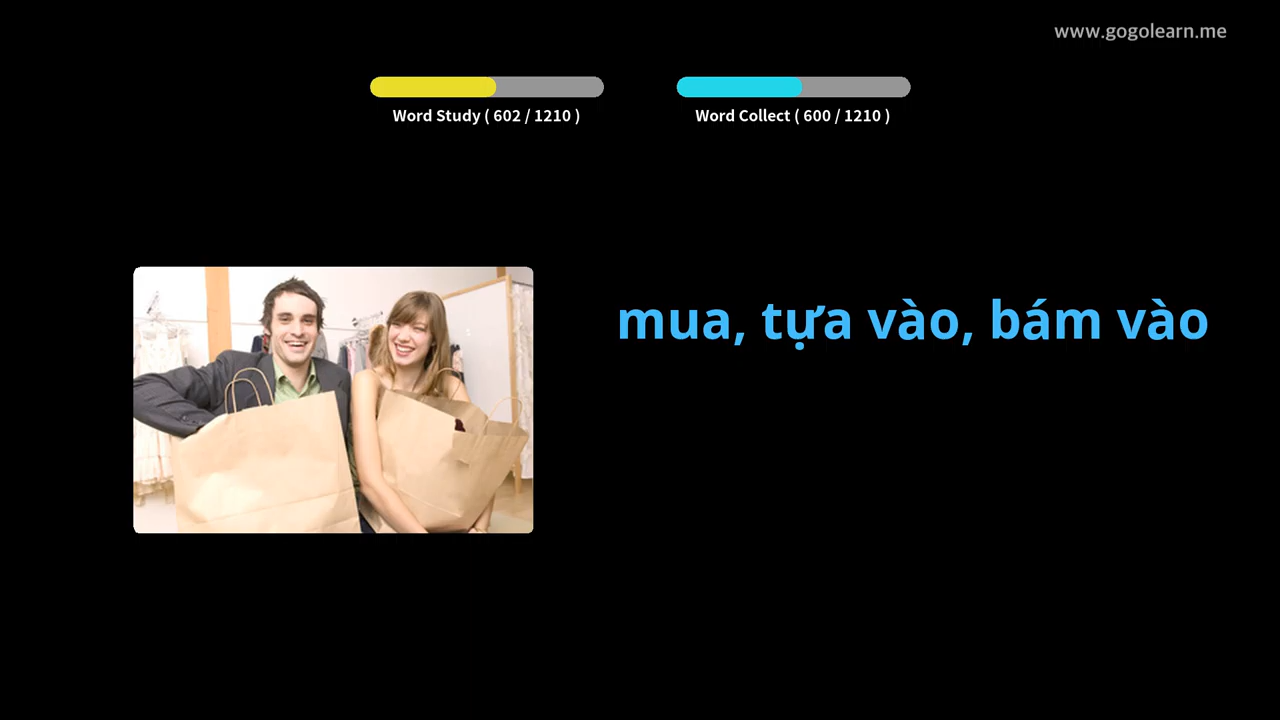 www.gogolearn.me
Word Study ( 602 / 1210 )
Word Collect ( 600 / 1210 )
mua, tựa vào, bám vào